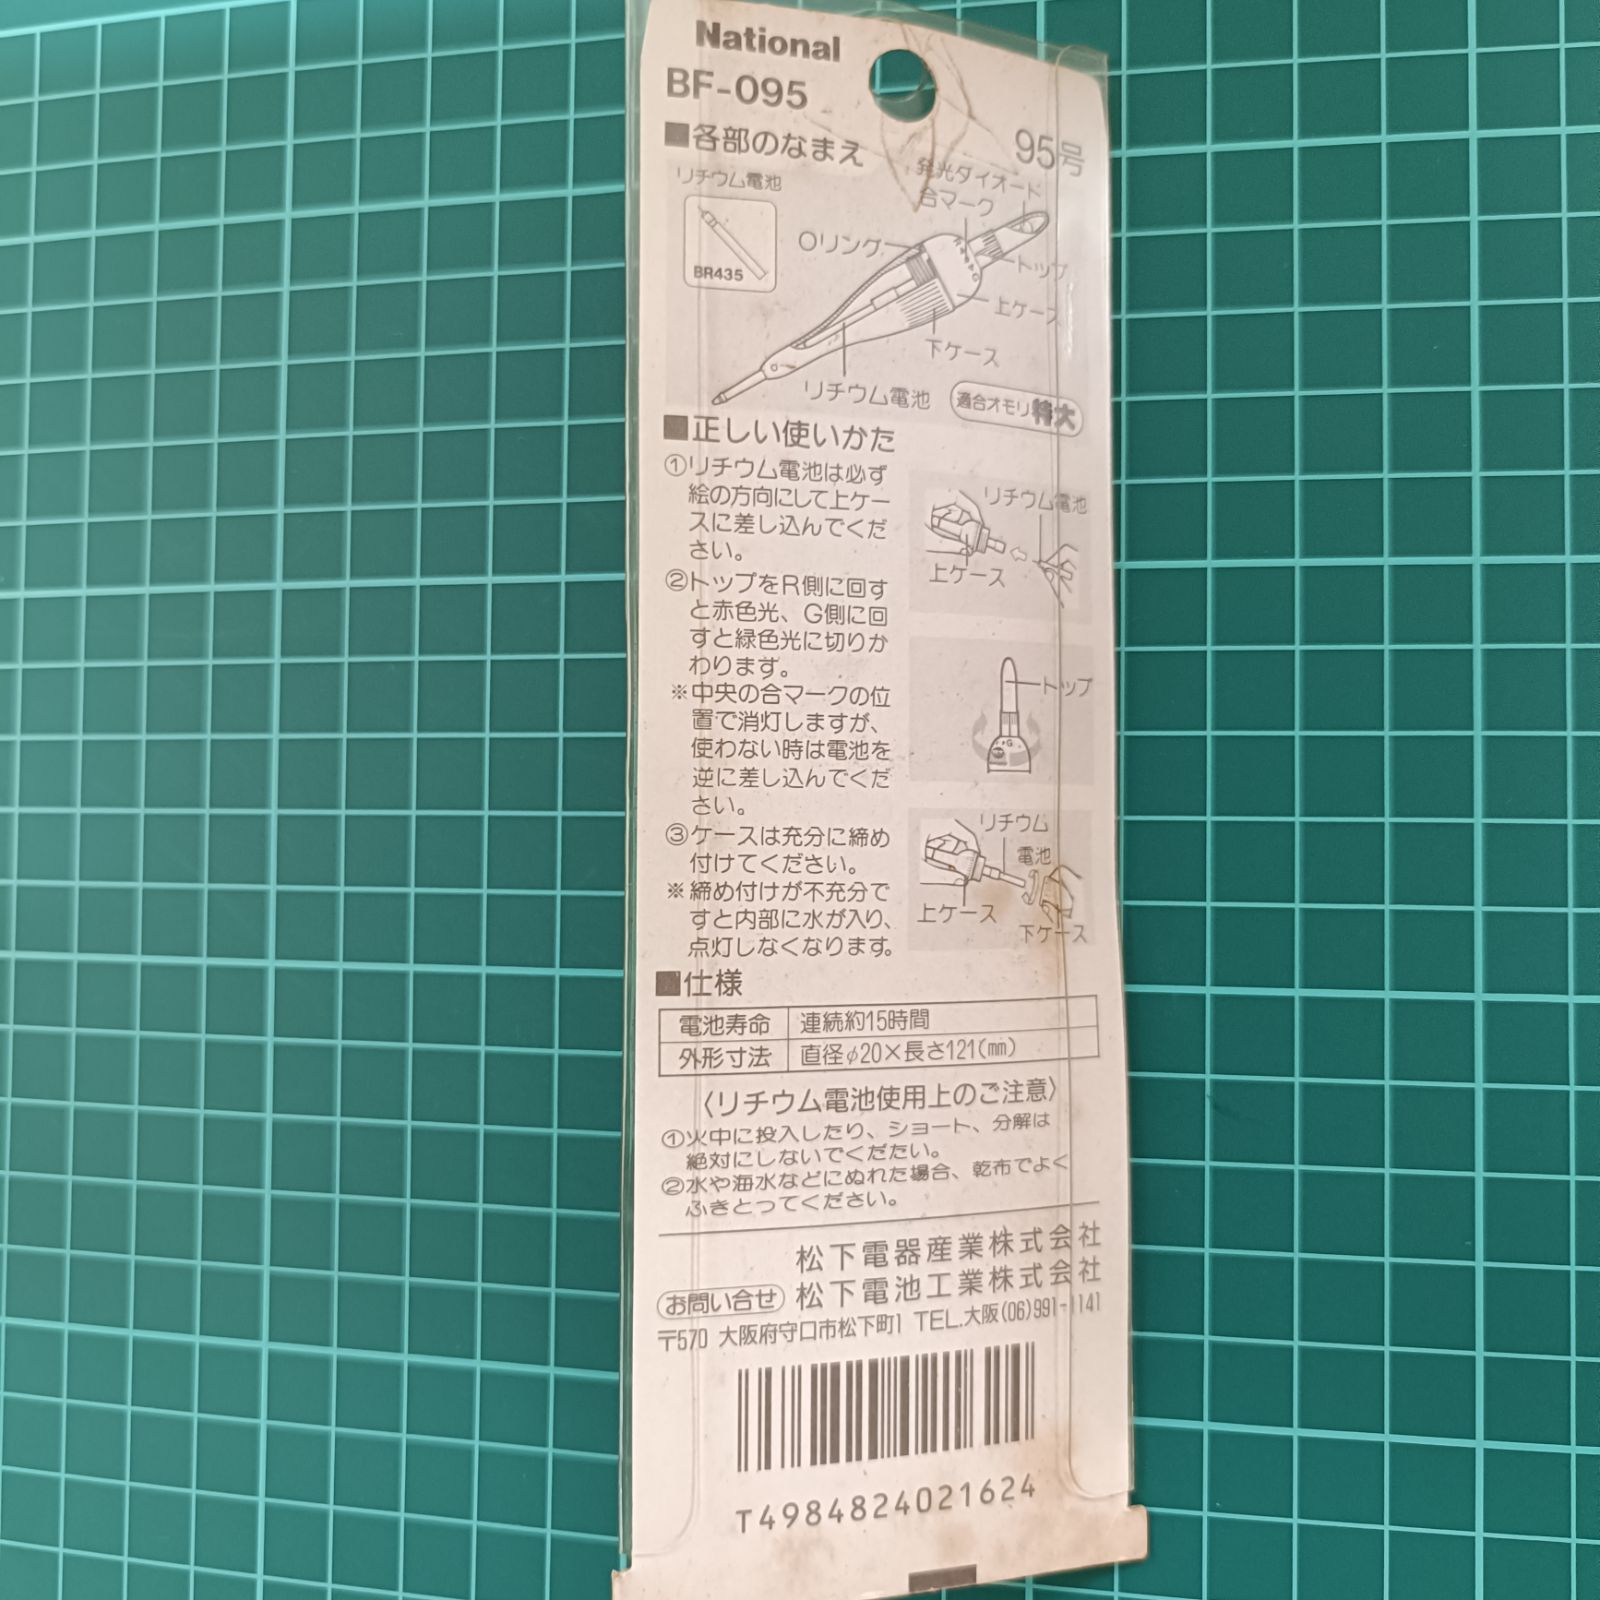 National
BF-095
95号
■各部のなまえ
リチウム電池
BR435
発光ダイオード
合マーク
Oリング
トップ
上ケース
下ケース
リチウム電池
適合オモリ特大
■正しい使いかた
①リチウム電池は必ず
絵の方向にして上ケー
スに差し込んでくだ
さい。
リチウム電池
上ケース
②トップをR側に回す
と赤色光、G側に回
すと緑色光に切りか
わります。
※中央の合マークの位
置で消灯しますが、
使わない時は電池を
逆に差し込んでくだ
さい。
トップ
③ケースは充分に締め
付けてください。
※締め付けが不充分で
すと内部に水が入り、
点灯しなくなります。
リチウム
電池
上ケース
下ケース
■仕様
電池寿命 連続約15時間
外形寸法 直径φ20×長さ121(mm)
〈リチウム電池使用上のご注意〉
①火中に投入したり、ショート、分解は
絶対にしないでくだたい。
②水や海水などにぬれた場合、乾布でよく
ふきとってください。
松下電器産業株式会社
お問い合せ 松下電池工業株式会社
〒570 大阪府守口市松下町1 TEL.大阪(06)991-1141
T4984824021624